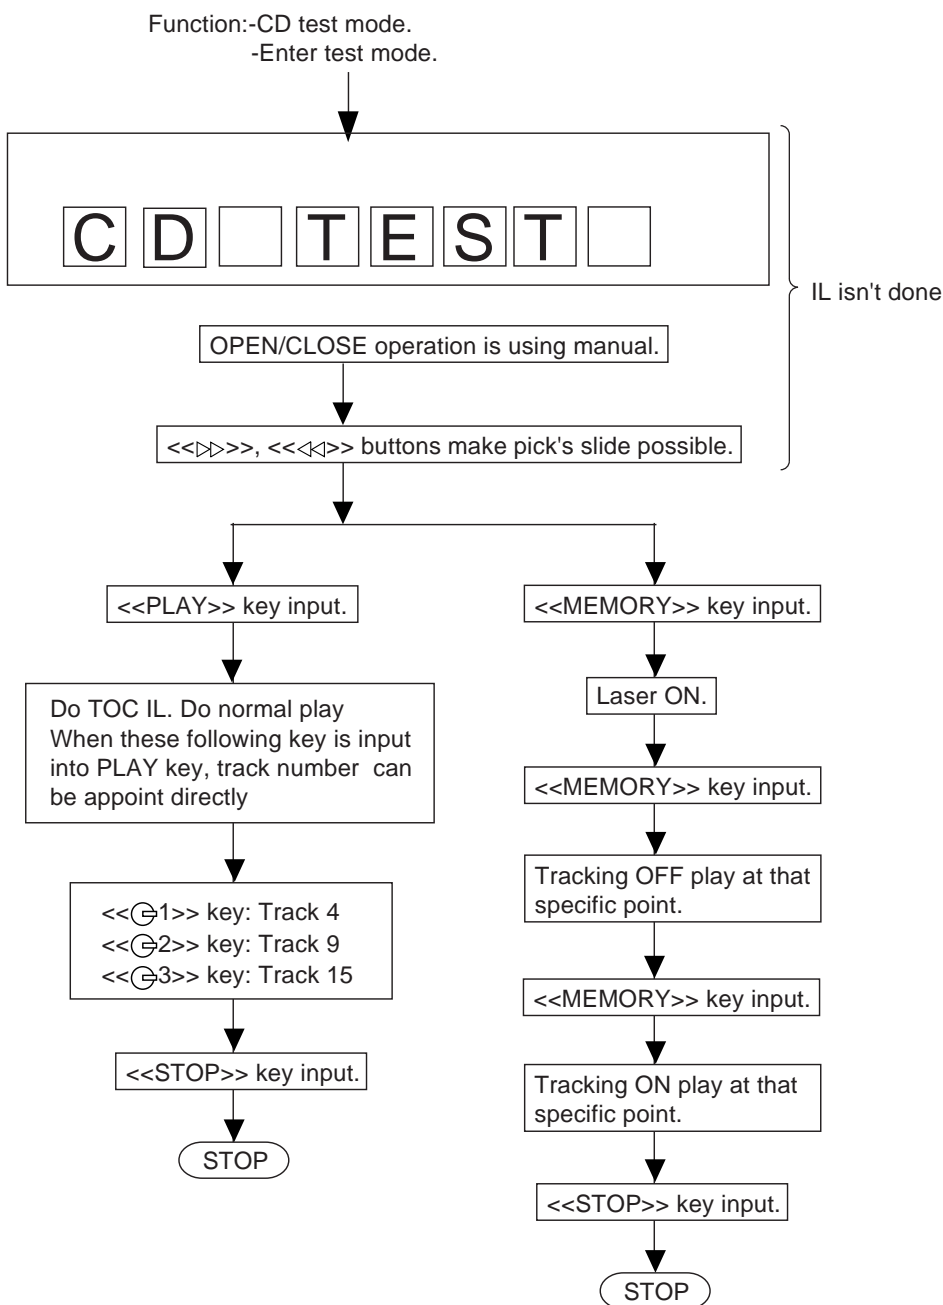 Function:-CD test mode.
-Enter test mode.
CD TEST
IL isn't done
OPEN/CLOSE operation is using manual.
<<▷▷>>, <<◁◁>> buttons make pick's slide possible.
<<PLAY>> key input.
Do TOC IL. Do normal play
When these following key is input
into PLAY key, track number can
be appoint directly
<<1>> key: Track 4
<<2>> key: Track 9
<<3>> key: Track 15
<<STOP>> key input.
STOP
<<MEMORY>> key input.
Laser ON.
<<MEMORY>> key input.
Tracking OFF play at that
specific point.
<<MEMORY>> key input.
Tracking ON play at that
specific point.
<<STOP>> key input.
STOP